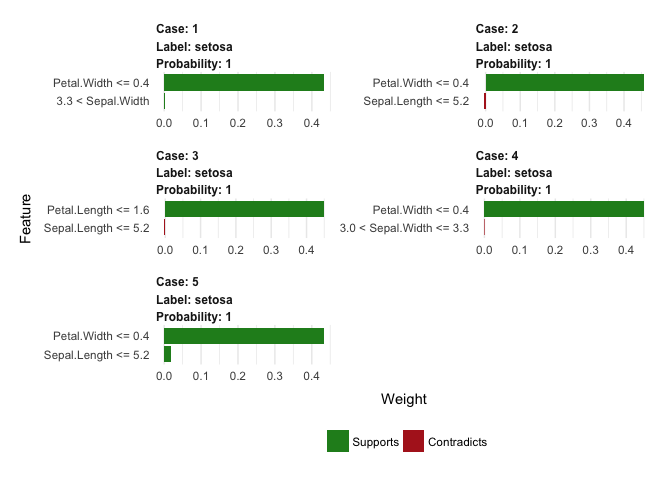 Case: 1
Label: setosa
Probability: 1
Petal.Width <= 0.4
3.3 < Sepal.Width
0.0 0.1 0.2 0.3 0.4
Case: 2
Label: setosa
Probability: 1
Petal.Width <= 0.4
Sepal.Length <= 5.2
0.0 0.1 0.2 0.3 0.4
Case: 3
Label: setosa
Probability: 1
Petal.Length <= 1.6
Sepal.Length <= 5.2
0.0 0.1 0.2 0.3 0.4
Case: 4
Label: setosa
Probability: 1
Petal.Width <= 0.4
3.0 < Sepal.Width <= 3.3
0.0 0.1 0.2 0.3 0.4
Case: 5
Label: setosa
Probability: 1
Petal.Width <= 0.4
Sepal.Length <= 5.2
0.0 0.1 0.2 0.3 0.4
Feature
Weight
Supports Contradicts